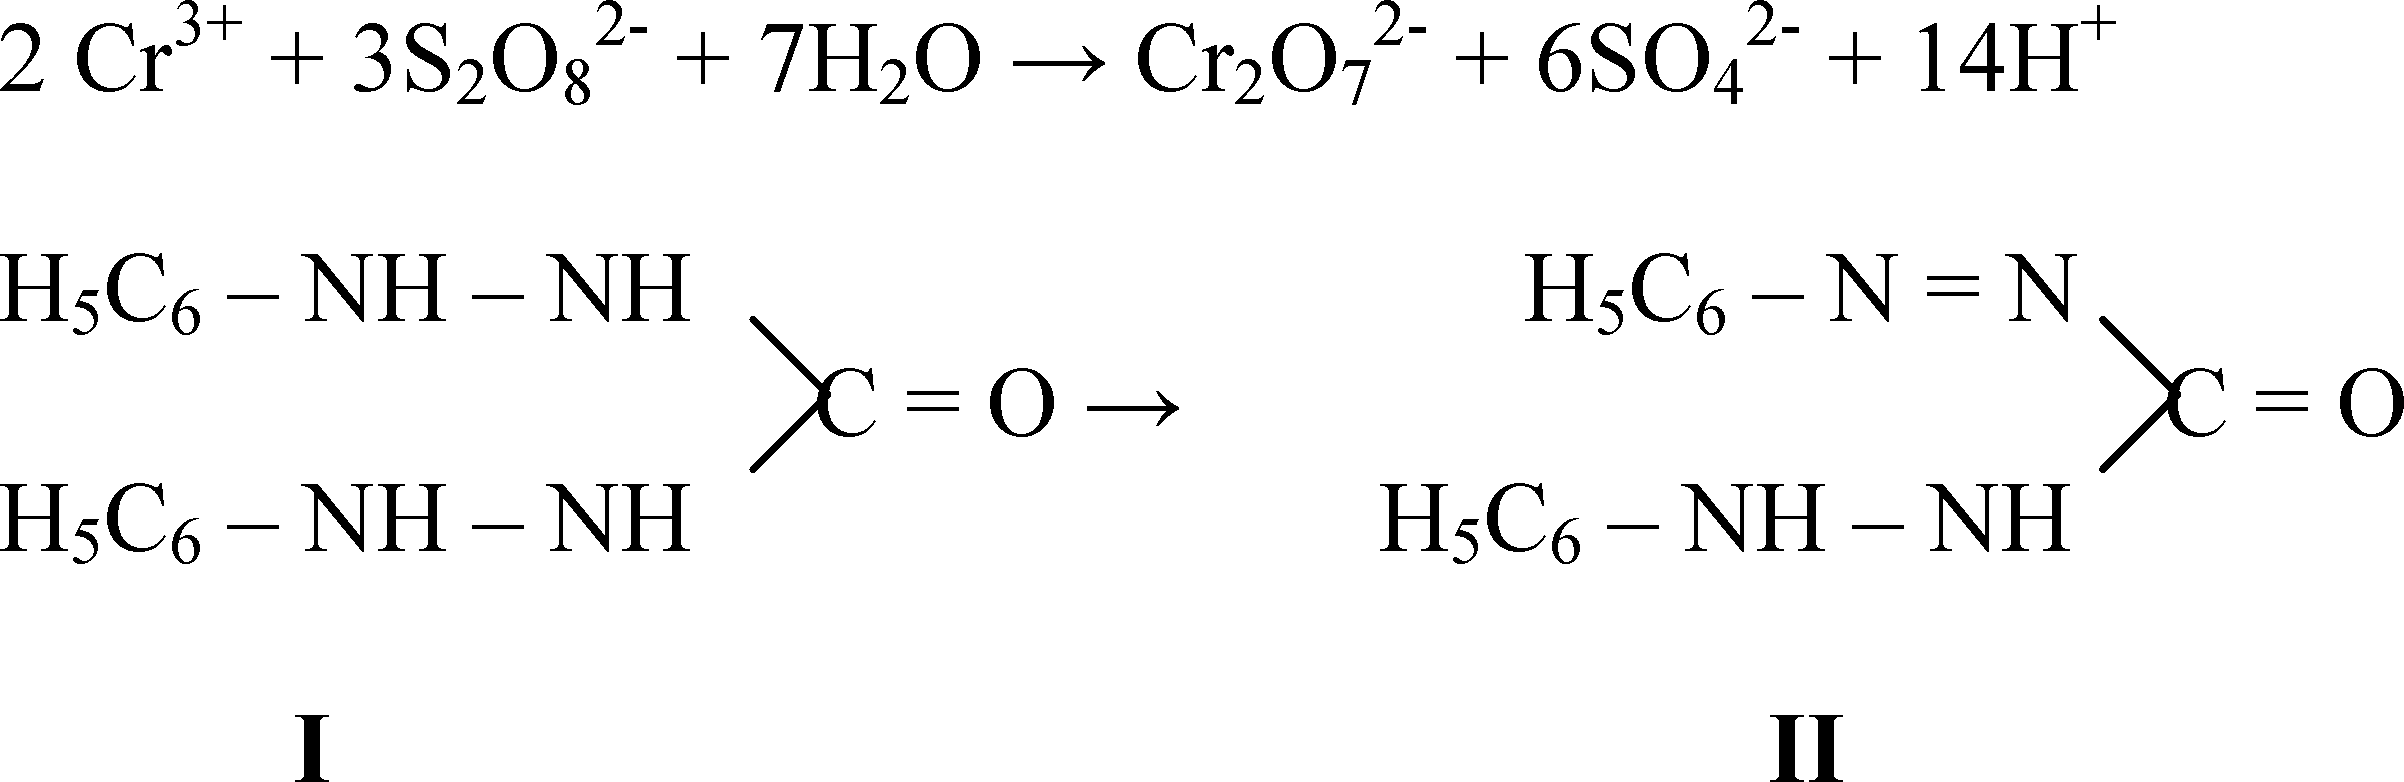 2 Cr³⁺ + 3S₂O₈²⁻ + 7H₂O → Cr₂O₇²⁻ + 6SO₄²⁻ + 14H⁺
H₅C₆ – NH – NH H₅C₆ – N = N
C = O → C = O
H₅C₆ – NH – NH H₅C₆ – NH – NH
I II